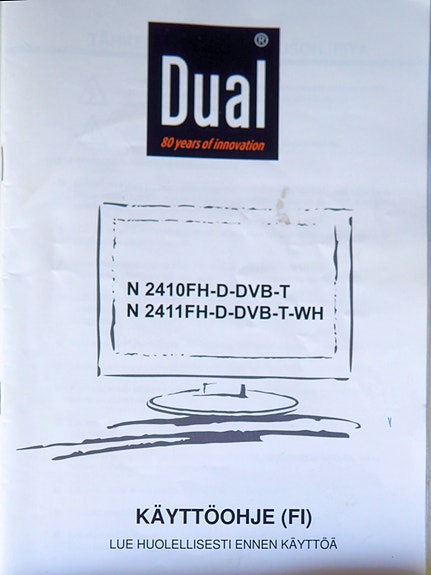 ®
Dual
80 years of innovation
N 2410FH-D-DVB-T
N 2411FH-D-DVB-T-WH
KÄYTTÖOHJE (FI)
LUE HUOLELLISESTI ENNEN KÄYTTÖÄ